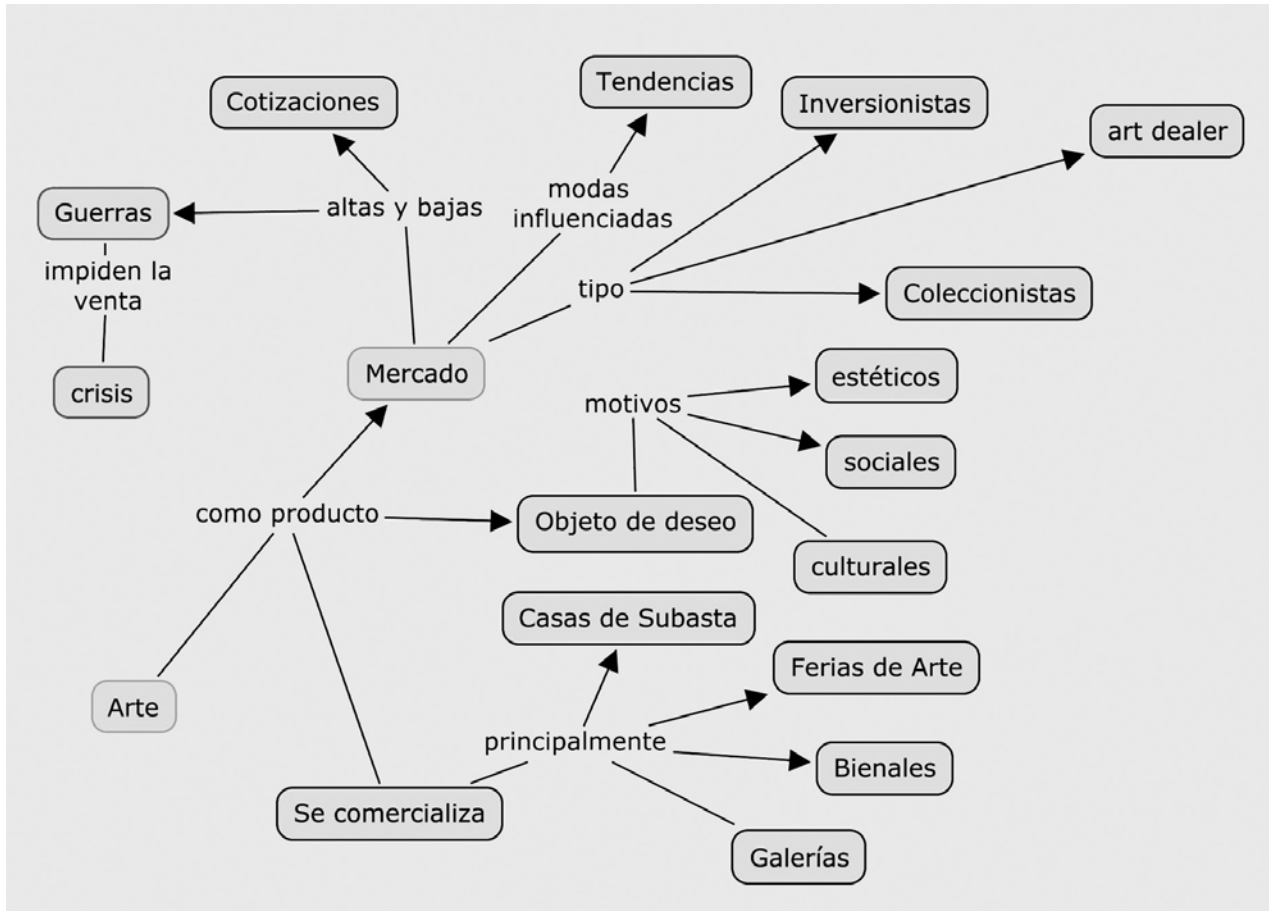 Tendencias
Cotizaciones
Inversionistas
art dealer
modas
influenciadas
altas y bajas
Guerras
impiden la
venta
tipo
Coleccionistas
Mercado
crisis
estéticos
motivos
sociales
como producto
Objeto de deseo
culturales
Casas de Subasta
Ferias de Arte
Arte
principalmente
Bienales
Se comercializa
Galerías